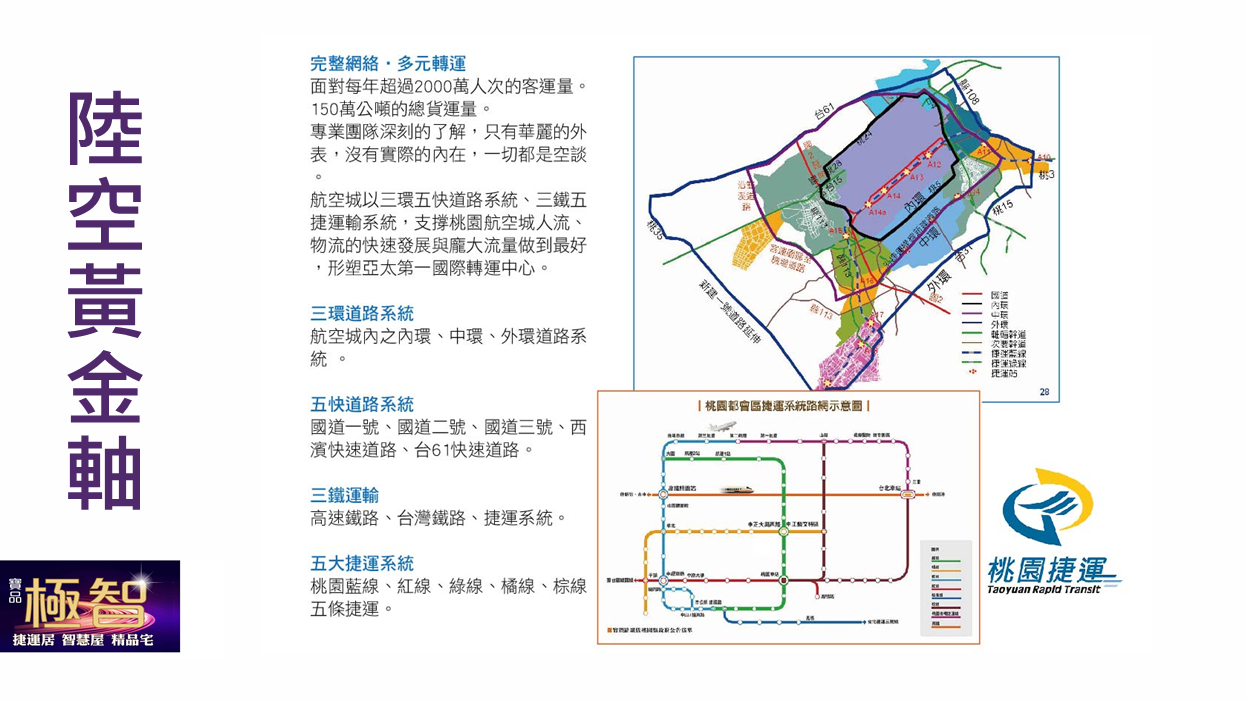 陸空黃金軸
完整網絡・多元轉運
面對每年超過2000萬人次的客運量。
150萬公噸的總貨運量。
專業團隊深刻的了解,只有華麗的外
表,沒有實際的內在,一切都是空談
。
航空城以三環五快道路系統、三鐵五
捷運輸系統,支撐桃園航空城人流、
物流的快速發展與龐大流量做到最好
,形塑亞太第一國際轉運中心。
三環道路系統
航空城內之內環、中環、外環道路系
統 。
五快道路系統
國道一號、國道二號、國道三號、西
濱快速道路、台61快速道路。
三鐵運輸
高速鐵路、台灣鐵路、捷運系統。
五大捷運系統
桃園藍線、紅線、綠線、橘線、棕線
五條捷運。
寶品
極智
捷運居 智慧屋 精品宅
台61
縣108
桃3
桃15
桃35
內環
中環
外環
新建一號道路延伸
國2
縣113
A10
A11
A12
A13
A14
A14a
A15
A16
A17
國道
內環
中環
外環
輔助幹道
次要幹道
捷運藍線
捷運綠線
捷運站
28
|桃園都會區捷運系統路網示意圖|
台北車站
桃園捷運
Taoyuan Rapid Transit